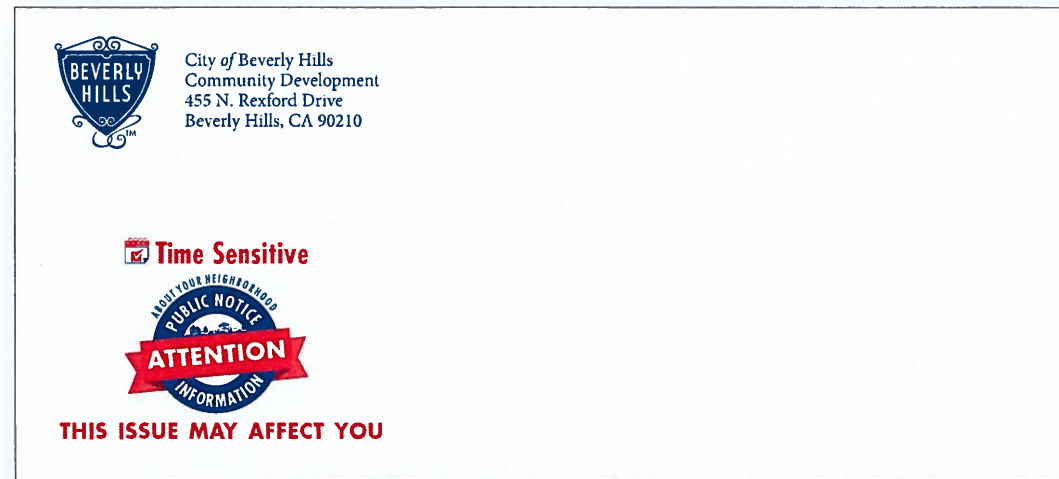 BEVERLY
HILLS
TM
City of Beverly Hills
Community Development
455 N. Rexford Drive
Beverly Hills, CA 90210
Time Sensitive
ABOUT YOUR NEIGHBORHOOD
PUBLIC NOTICE
ATTENTION
INFORMATION
THIS ISSUE MAY AFFECT YOU